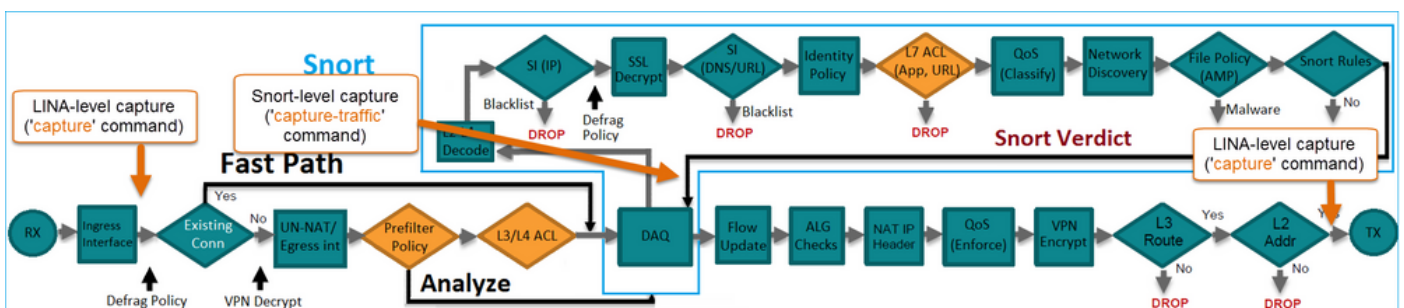 Snort
LINA-level capture
('capture' command)
Snort-level capture
('capture-traffic'
command)
SI (IP)
SSL
Decrypt
SI
(DNS/URL)
Identity
Policy
L7 ACL
(App, URL)
QoS
(Classify)
Network
Discovery
File Policy
(AMP)
Snort Rules
Blacklist
DROP
Defrag
Policy
Blacklist
DROP
DROP
Malware
No
Decode
Snort Verdict
LINA-level capture
('capture' command)
Fast Path
Yes
RX
Ingress
Interface
Existing
Conn
No
UN-NAT/
Egress int
Prefilter
Policy
L3/L4 ACL
DAQ
Flow
Update
ALG
Checks
NAT IP
Header
QoS
(Enforce)
VPN
Encrypt
L3
Route
Yes
L2
Addr
TX
Defrag Policy
VPN Decrypt
Analyze
No
DROP
No
DROP